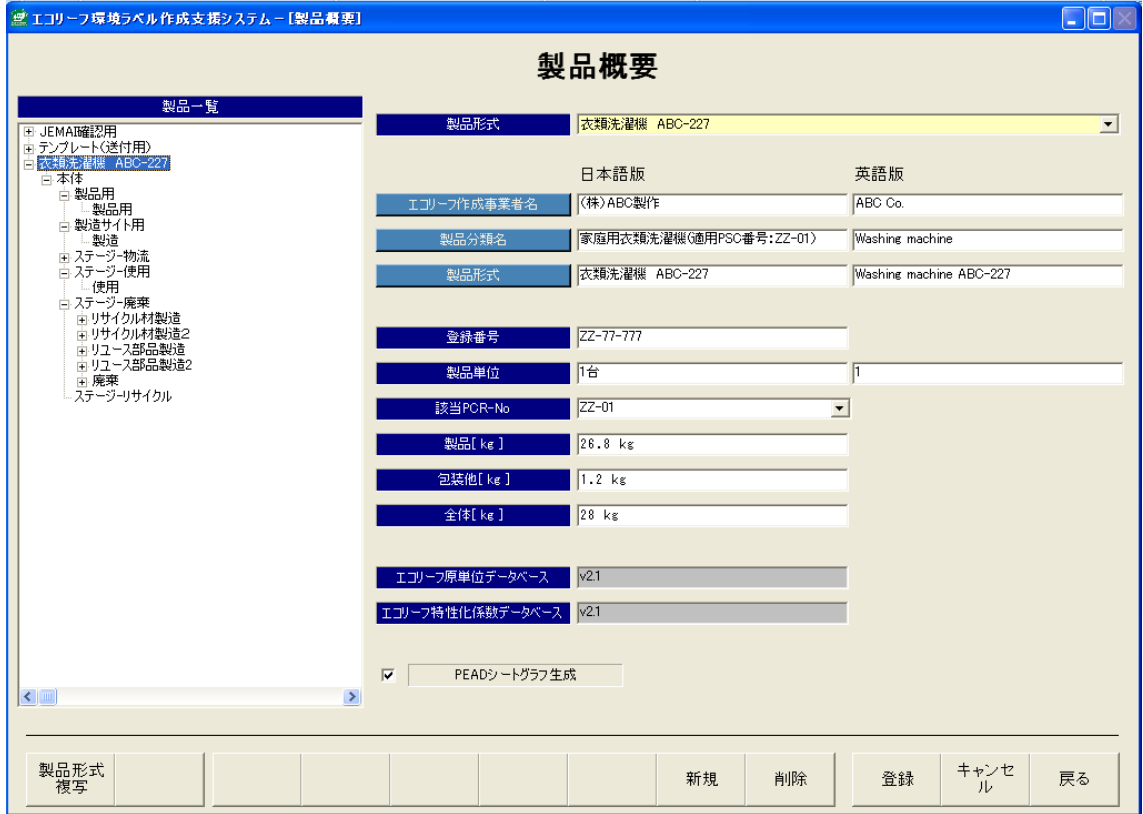 エコリーフ環境ラベル作成支援システム－[製品概要]
製品概要
製品一覧
JEMAI確認用
テンプレート(送付用)
衣類洗濯機 ABC-227
本体
製品用
製品用
製造サイト用
製造
ステージ-物流
ステージ-使用
使用
ステージ-廃棄
リサイクル材製造
リサイクル材製造2
リユース部品製造
リユース部品製造2
廃棄
ステージ-リサイクル
製品形式 衣類洗濯機 ABC-227
日本語版 英語版
エコリーフ作成事業者名 (株)ABC製作 ABC Co.
製品分類名 家庭用衣類洗濯機(適用PSC番号:ZZ-01) Washing machine
製品形式 衣類洗濯機 ABC-227 Washing machine ABC-227
登録番号 ZZ-77-777
製品単位 1台 1
該当PCR-No ZZ-01
製品[kg] 26.8 kg
包装他[kg] 1.2 kg
全体[kg] 28 kg
エコリーフ原単位データベース v2.1
エコリーフ特性化係数データベース v2.1
PEADシートグラフ生成
製品形式
複写
新規
削除
登録
キャンセ
ル
戻る